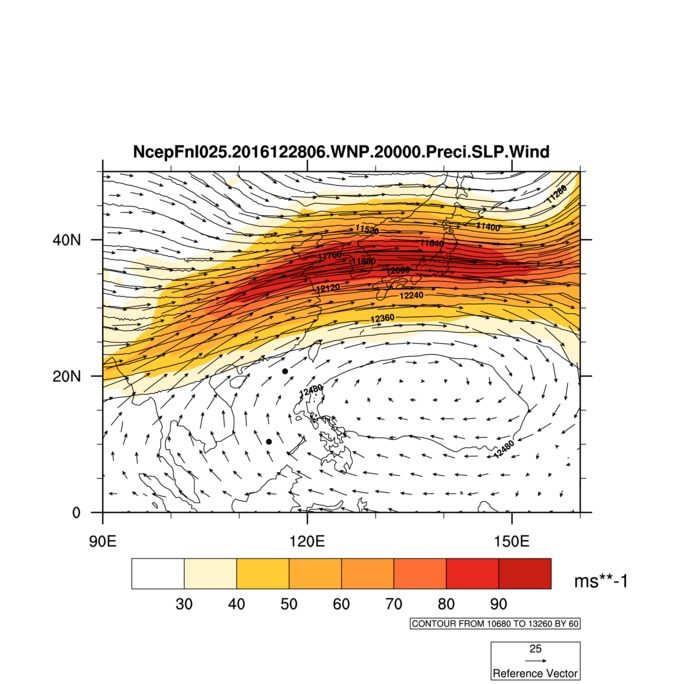 NcepFnl025.2016122806.WNP.20000.Preci.SLP.Wind
11280
11400
11520
11640
11760
11880
12000
12120
12240
12360
12480
12480
40N
20N
0
90E 120E 150E
ms**-1
30 40 50 60 70 80 90
CONTOUR FROM 10680 TO 13260 BY 60
25
Reference Vector